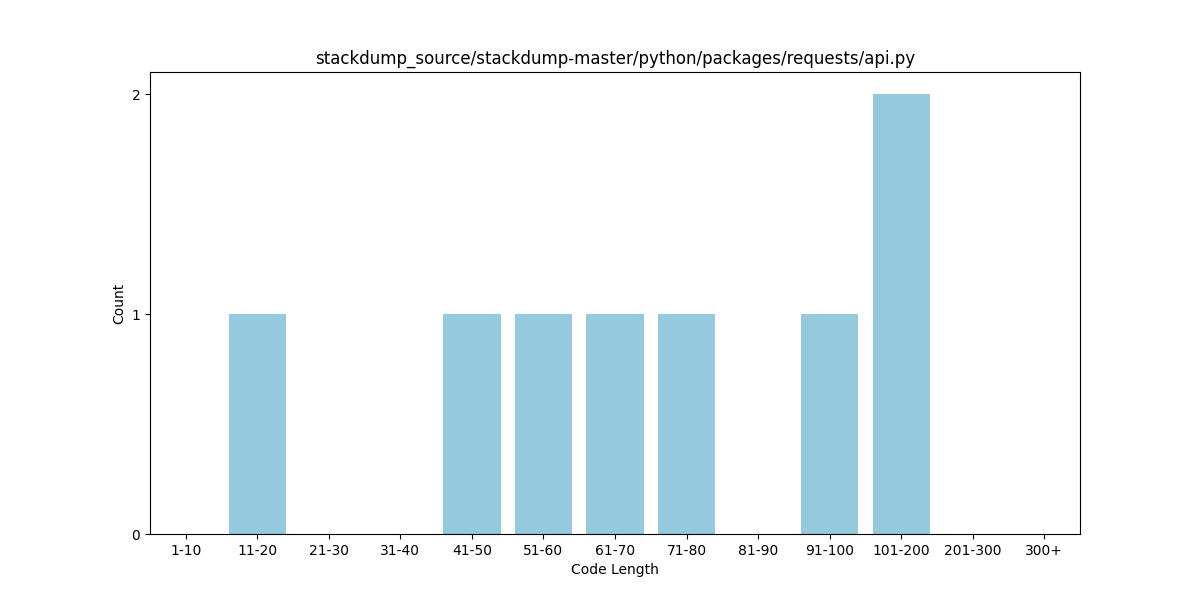 stackdump_source/stackdump-master/python/packages/requests/api.py
2
1
0
Count
1-10 11-20 21-30 31-40 41-50 51-60 61-70 71-80 81-90 91-100 101-200 201-300 300+
Code Length